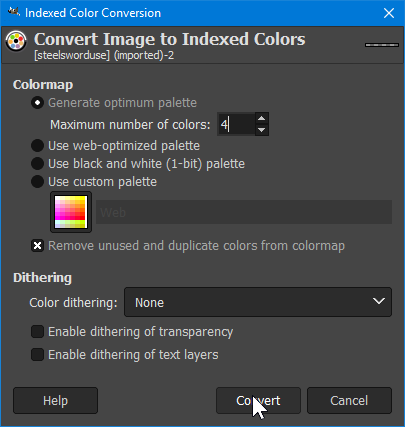 Indexed Color Conversion
Convert Image to Indexed Colors
[steelsworduse] (imported)-2
Colormap
Generate optimum palette
Maximum number of colors: 4
Use web-optimized palette
Use black and white (1-bit) palette
Use custom palette
Web
Remove unused and duplicate colors from colormap
Dithering
Color dithering: None
Enable dithering of transparency
Enable dithering of text layers
Help Convert Cancel